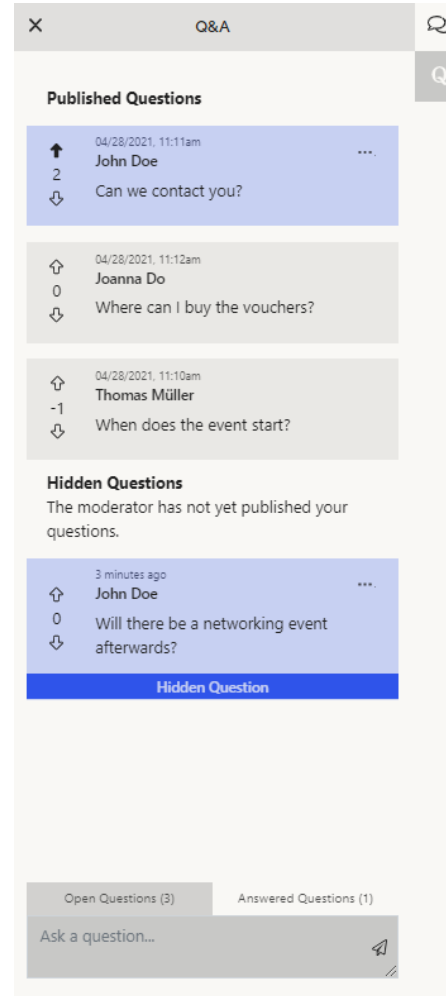 Q&A
Q
Published Questions
04/28/2021, 11:11am
John Doe
2
Can we contact you?
04/28/2021, 11:12am
Joanna Do
0
Where can I buy the vouchers?
04/28/2021, 11:10am
Thomas Müller
-1
When does the event start?
Hidden Questions
The moderator has not yet published your
questions.
3 minutes ago
John Doe
0
Will there be a networking event
afterwards?
Hidden Question
Open Questions (3)
Answered Questions (1)
Ask a question...